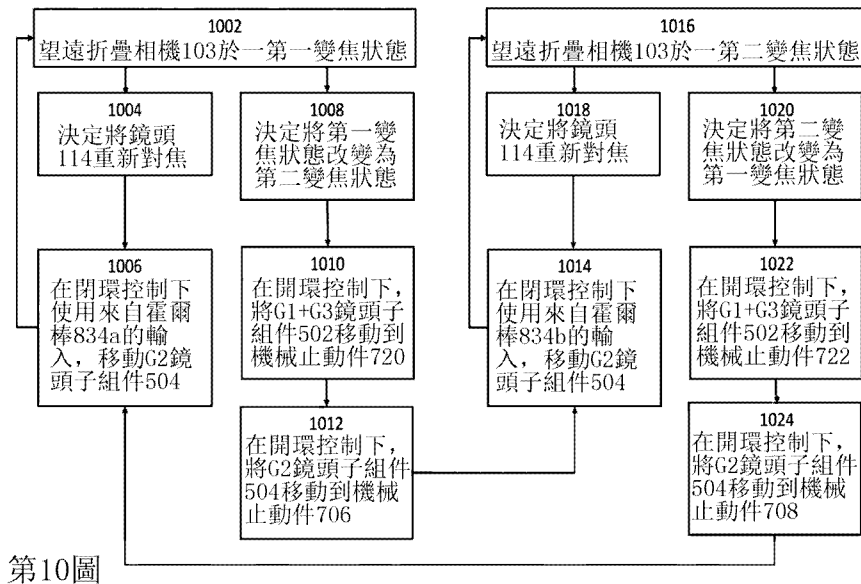 1002
望遠折疊相機103於一第一變焦狀態
1004
決定將鏡頭
114重新對焦
1008
決定將第一變
焦狀態改變為
第二變焦狀態
1006
在閉環控制下
使用來自霍爾
棒834a的輸
入，移動G2鏡
頭子組件504
1010
在開環控制下，
將G1+G3鏡頭子
組件502移動到
機械止動件720
1012
在開環控制下，
將G2鏡頭子組件
504移動到機械
止動件706
1016
望遠折疊相機103於一第二變焦狀態
1018
決定將鏡頭
114重新對焦
1020
決定將第二變
焦狀態改變為
第一變焦狀態
1014
在閉環控制下
使用來自霍爾
棒834b的輸
入，移動G2鏡
頭子組件504
1022
在開環控制下，
將G1+G3鏡頭子
組件502移動到
機械止動件722
1024
在開環控制下，
將G2鏡頭子組件
504移動到機械
止動件708
第10圖